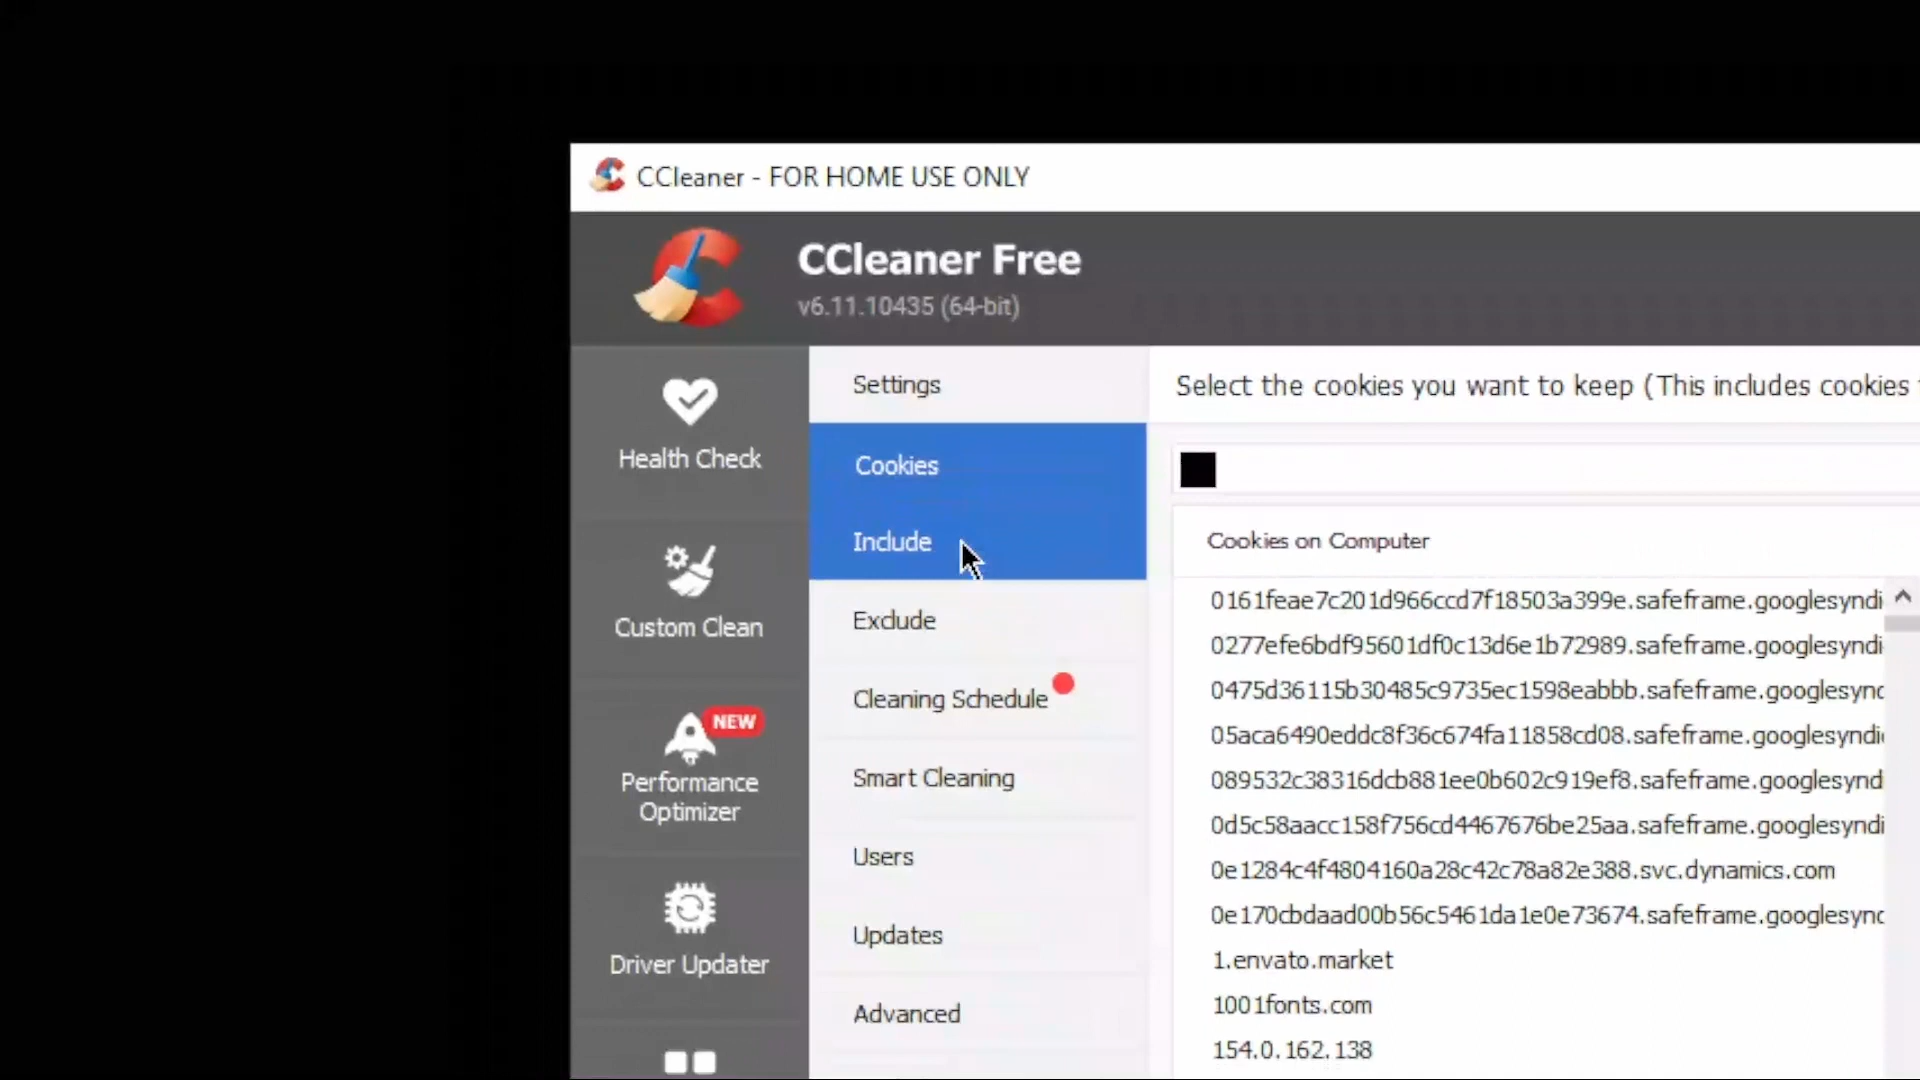 CCleaner - FOR HOME USE ONLY
CCleaner Free
v6.11.10435 (64-bit)
Health Check
Custom Clean
NEW
Performance
Optimizer
Driver Updater
Settings
Cookies
Include
Exclude
Cleaning Schedule
Smart Cleaning
Users
Updates
Advanced
Select the cookies you want to keep (This includes cookies
Cookies on Computer
0161feae7c201d966ccd7f18503a399e.safeframe.googlesyndi
0277efe6bdf95601df0c13d6e1b72989.safeframe.googlesyndi
0475d36115b30485c9735ec1598eabbb.safeframe.googlesync
05aca6490eddc8f36c674fa11858cd08.safeframe.googlesyndi
089532c38316dcb881ee0b602c919ef8.safeframe.googlesyndi
0d5c58aacc158f756cd4467676be25aa.safeframe.googlesyndi
0e1284c4f4804160a28c42c78a82e388.svc.dynamics.com
0e170cbdaad00b56c5461da1e0e73674.safeframe.googlesync
1.envato.market
1001fonts.com
154.0.162.138